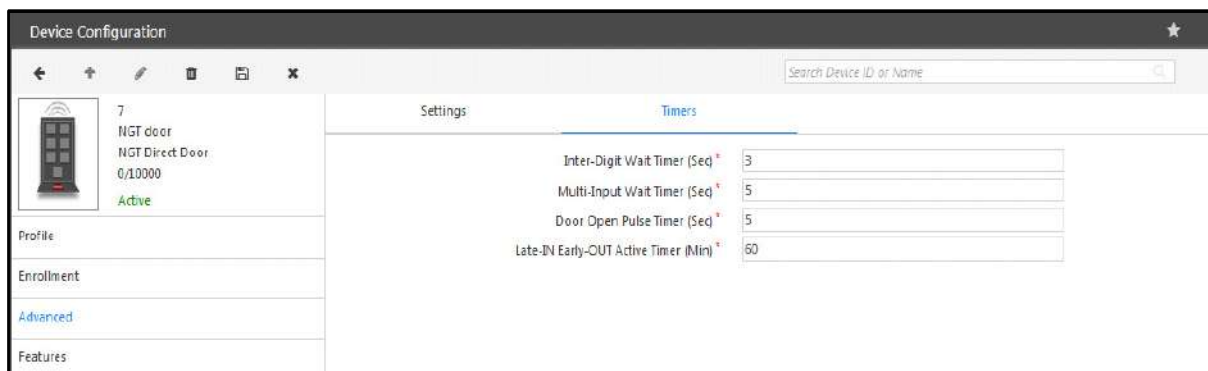 Device Configuration
Search Device ID or Name
7
NGT door
NGT Direct Door
0/10000
Active
Profile
Enrollment
Advanced
Features
Settings Timers
Inter-Digit Wait Timer (Sec) * 3
Multi-Input Wait Timer (Sec) * 5
Door Open Pulse Timer (Sec) * 5
Late-IN Early-OUT Active Timer (Min) * 60